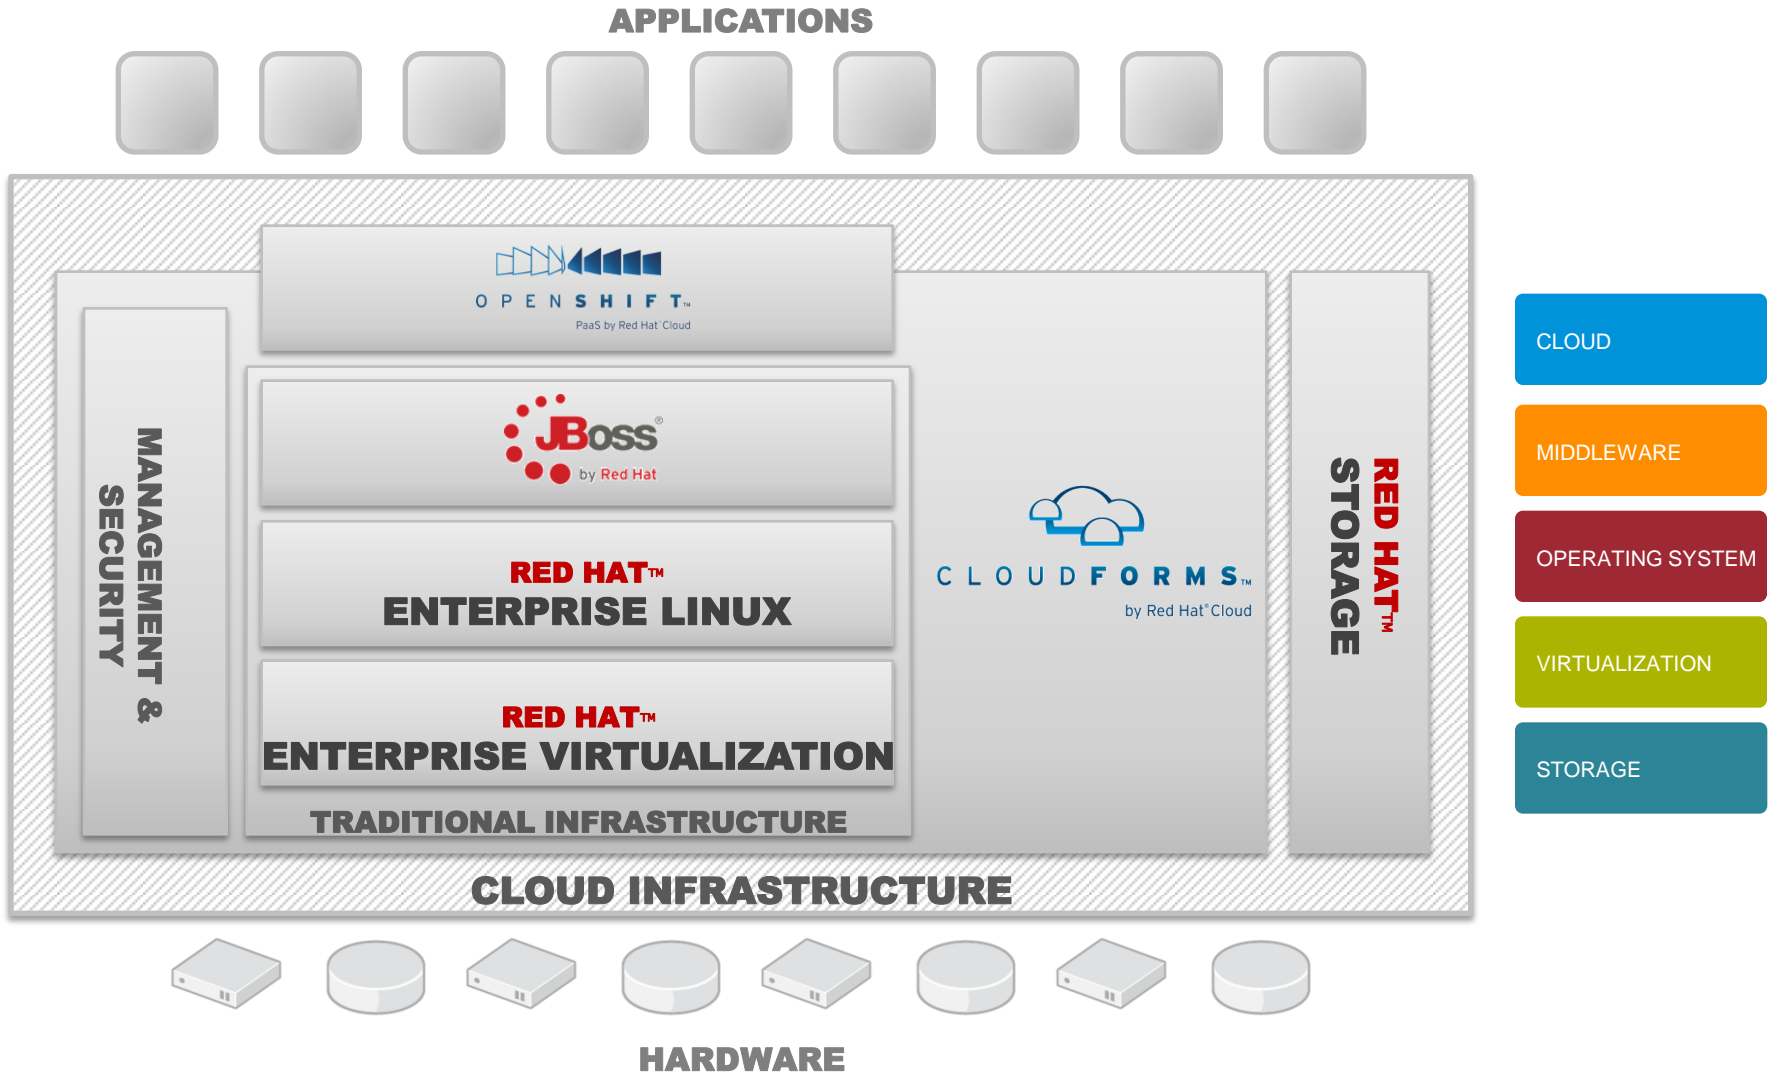 APPLICATIONS
OPENSHIFT™
PaaS by Red Hat® Cloud
MANAGEMENT &
SECURITY
JBoss®
by Red Hat
RED HAT™
ENTERPRISE LINUX
RED HAT™
ENTERPRISE VIRTUALIZATION
TRADITIONAL INFRASTRUCTURE
CLOUDFORMS™
by Red Hat® Cloud
RED HAT™
STORAGE
CLOUD INFRASTRUCTURE
HARDWARE
CLOUD
MIDDLEWARE
OPERATING SYSTEM
VIRTUALIZATION
STORAGE